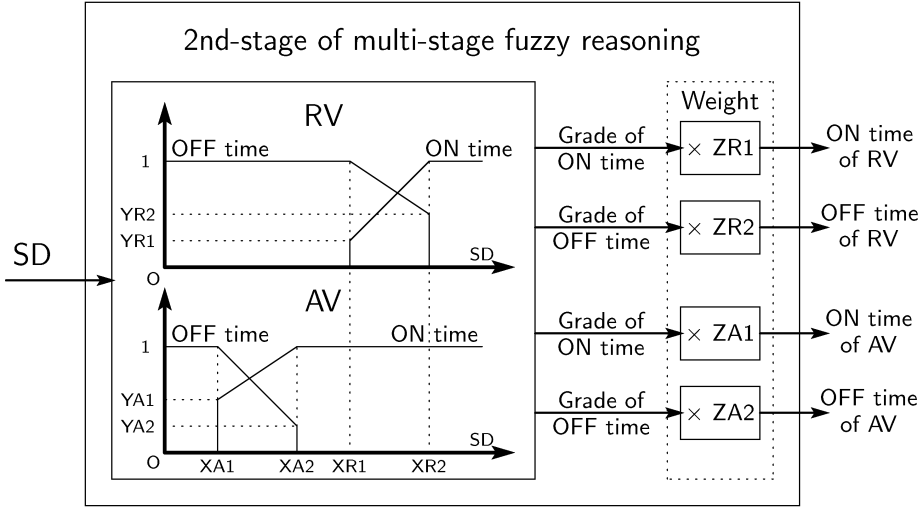 2nd-stage of multi-stage fuzzy reasoning
SD
RV
OFF time
ON time
1
YR2
YR1
SD
O
AV
OFF time
ON time
1
YA1
YA2
SD
O
XA1
XA2
XR1
XR2
Grade of
ON time
Grade of
OFF time
Grade of
ON time
Grade of
OFF time
Weight
× ZR1
× ZR2
× ZA1
× ZA2
ON time
of RV
OFF time
of RV
ON time
of AV
OFF time
of AV